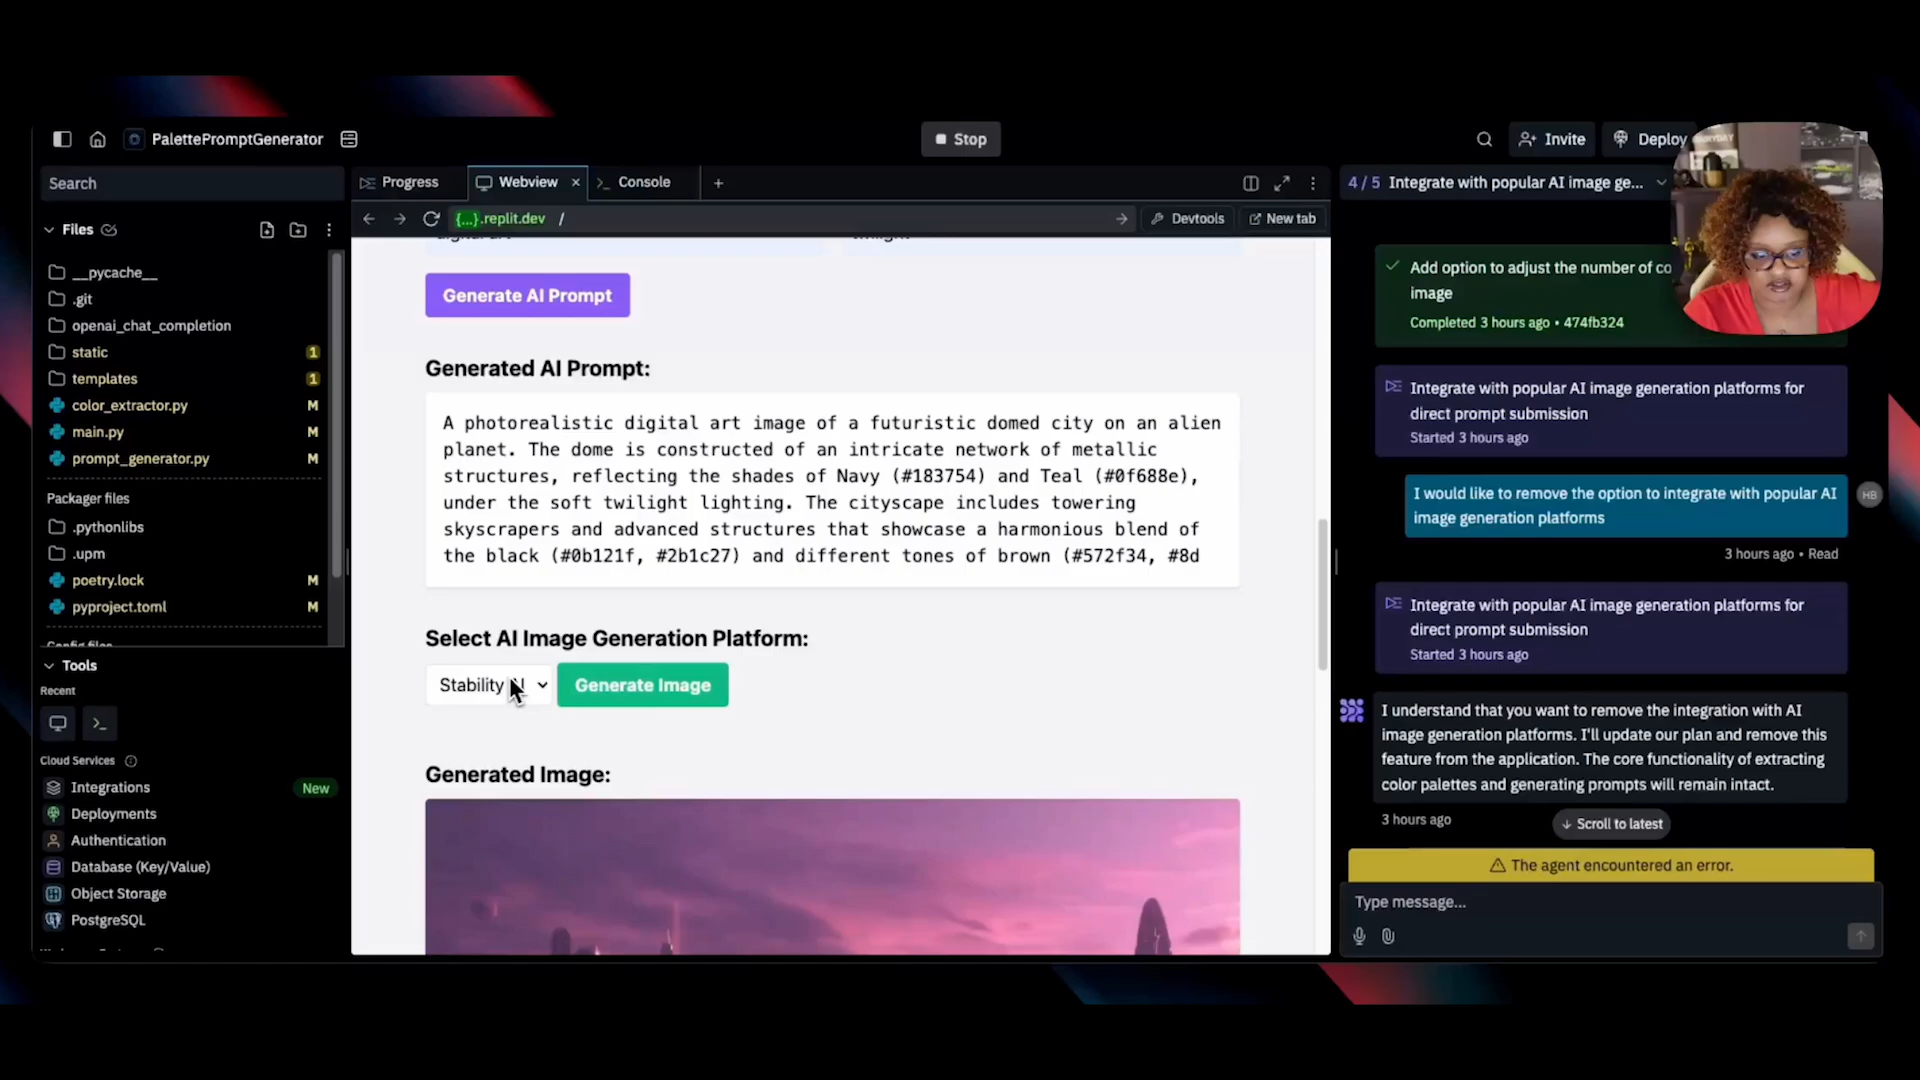 PalettePromptGenerator
Stop
Invite
Deploy
Search
Progress
Webview
Console
4 / 5 Integrate with popular AI image ge...
Files
{...}.replit.dev /
Devtools
New tab
__pycache__
.git
openai_chat_completion
static 1
templates 1
color_extractor.py M
main.py M
prompt_generator.py M
Packager files
.pythonlibs
.upm
poetry.lock M
pyproject.toml M
Config files
Tools
Recent
Cloud Services
Integrations New
Deployments
Authentication
Database (Key/Value)
Object Storage
PostgreSQL
digital art
twilight
Generate AI Prompt
Generated AI Prompt:
A photorealistic digital art image of a futuristic domed city on an alien
planet. The dome is constructed of an intricate network of metallic
structures, reflecting the shades of Navy (#183754) and Teal (#0f688e),
under the soft twilight lighting. The cityscape includes towering
skyscrapers and advanced structures that showcase a harmonious blend of
the black (#0b121f, #2b1c27) and different tones of brown (#572f34, #8d
Select AI Image Generation Platform:
Stability
Generate Image
Generated Image:
Add option to adjust the number of co
image
Completed 3 hours ago • 474fb324
Integrate with popular AI image generation platforms for
direct prompt submission
Started 3 hours ago
I would like to remove the option to integrate with popular AI
image generation platforms
HB
3 hours ago • Read
Integrate with popular AI image generation platforms for
direct prompt submission
Started 3 hours ago
I understand that you want to remove the integration with AI
image generation platforms. I'll update our plan and remove this
feature from the application. The core functionality of extracting
color palettes and generating prompts will remain intact.
3 hours ago
Scroll to latest
The agent encountered an error.
Type message...